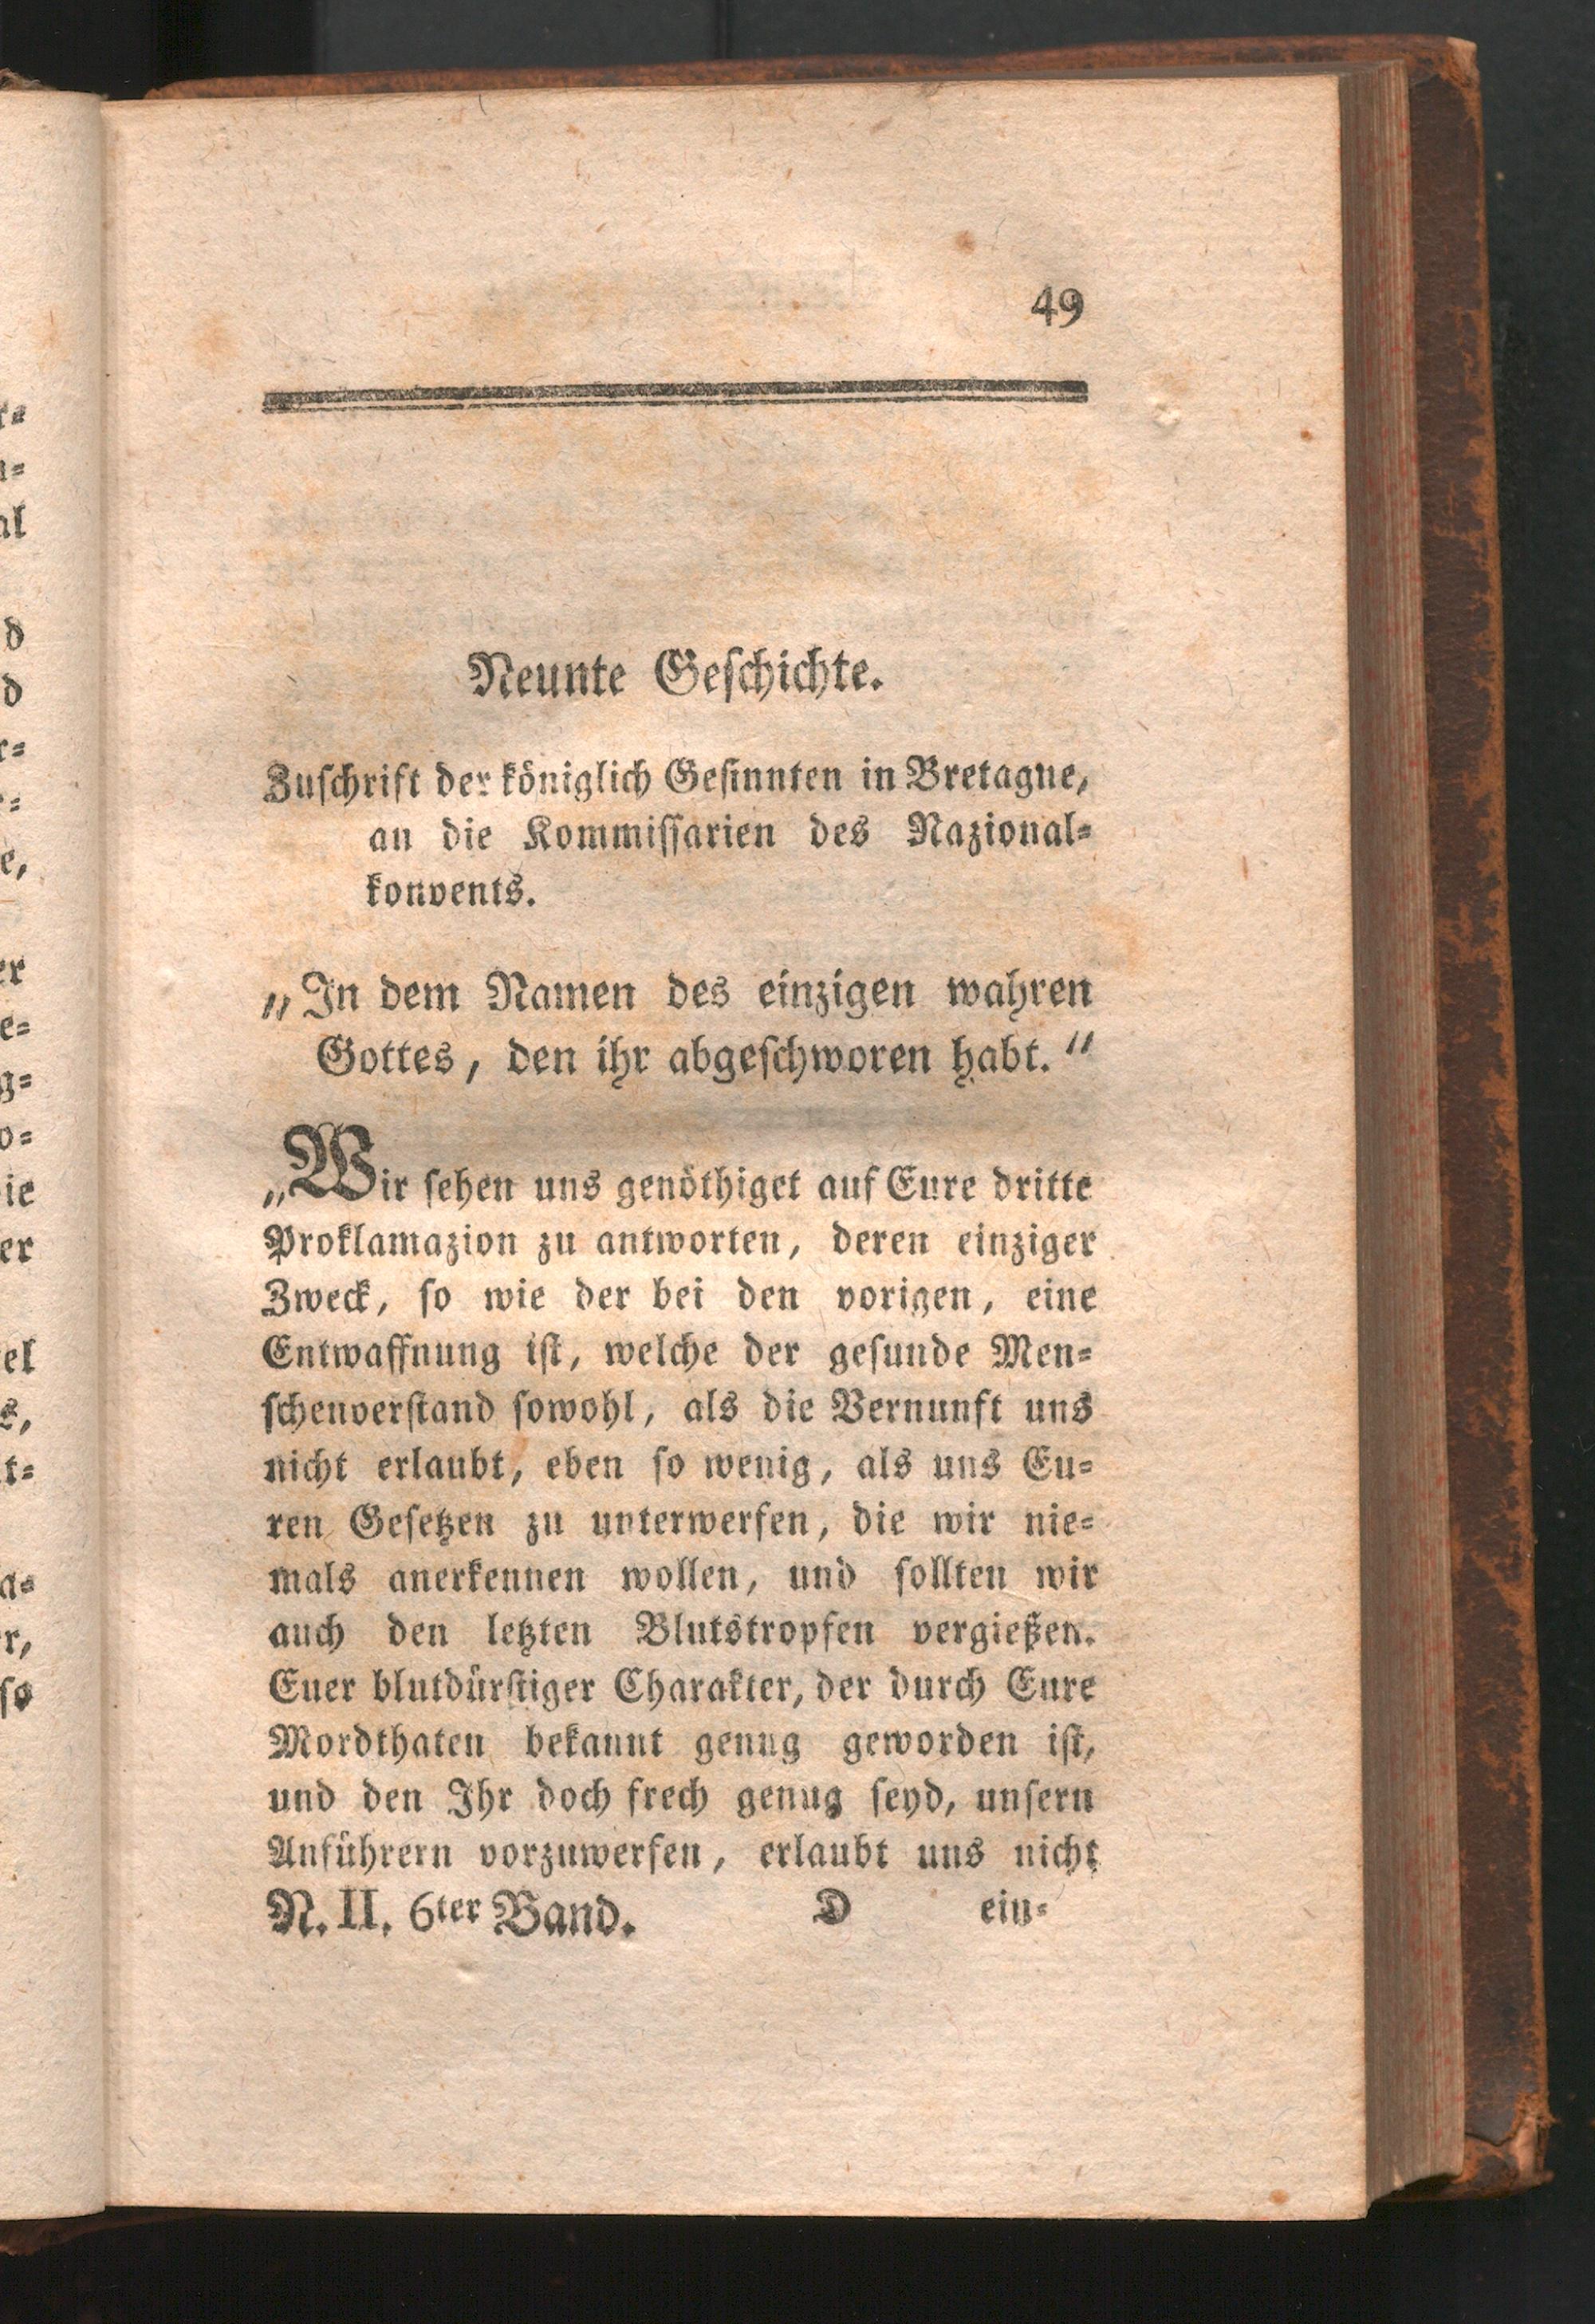 49
Neunte Geschichte.
Zuschrift der königlich Gesinnten in Bretagne,
an die Kommissarien des Nazional-
konvents.
„In dem Namen des einzigen wahren
Gottes, den ihr abgeschworen habt.“
„Wir sehen uns genöthiget auf Eure dritte
Proklamazion zu antworten, deren einziger
Zweck, so wie der bei den vorigen, eine
Entwaffnung ist, welche der gesunde Men-
schenverstand sowohl, als die Vernunft uns
nicht erlaubt, eben so wenig, als uns Eu-
ren Gesetzen zu unterwerfen, die wir nie-
mals anerkennen wollen, und sollten wir
auch den letzten Blutstropfen vergießen.
Euer blutdürstiger Charakter, der durch Eure
Mordthaten bekannt genug geworden ist,
und den Ihr doch frech genug seyd, unsern
Anführern vorzuwerfen, erlaubt uns nicht
N. II. 6ter Band. D ein-